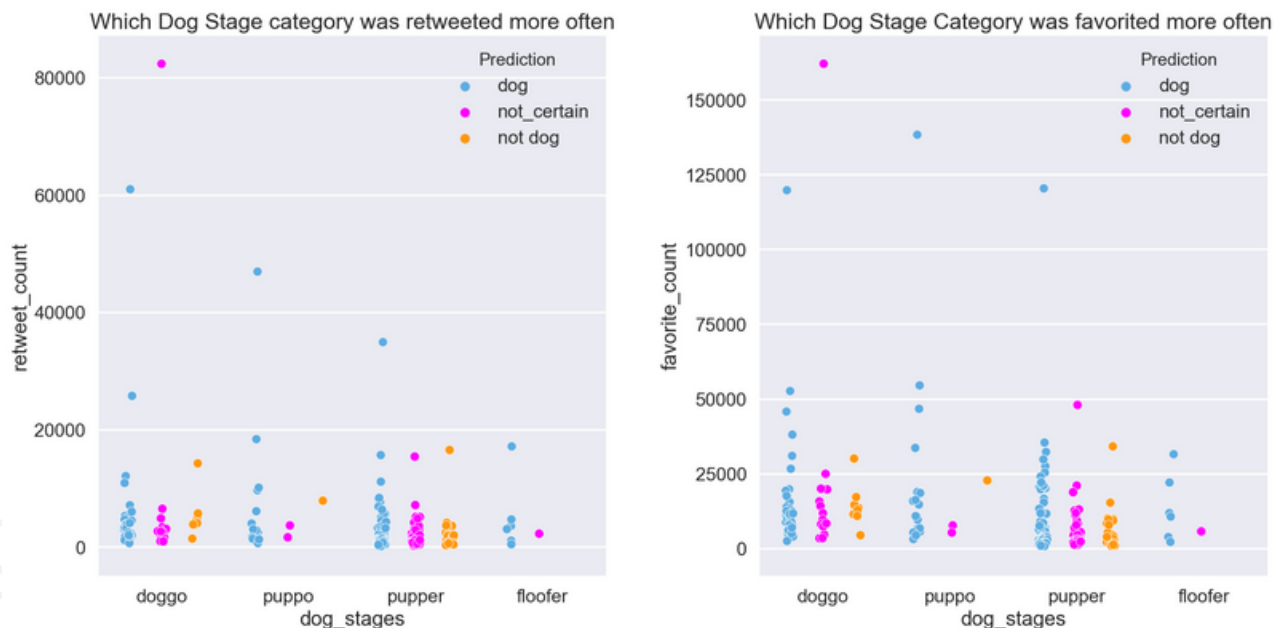 Which Dog Stage category was retweeted more often
Prediction
dog
not_certain
not dog
80000
60000
40000
20000
0
retweet_count
doggo puppo pupper floofer
dog_stages
Which Dog Stage Category was favorited more often
Prediction
dog
not_certain
not dog
150000
125000
100000
75000
50000
25000
0
favorite_count
doggo puppo pupper floofer
dog_stages